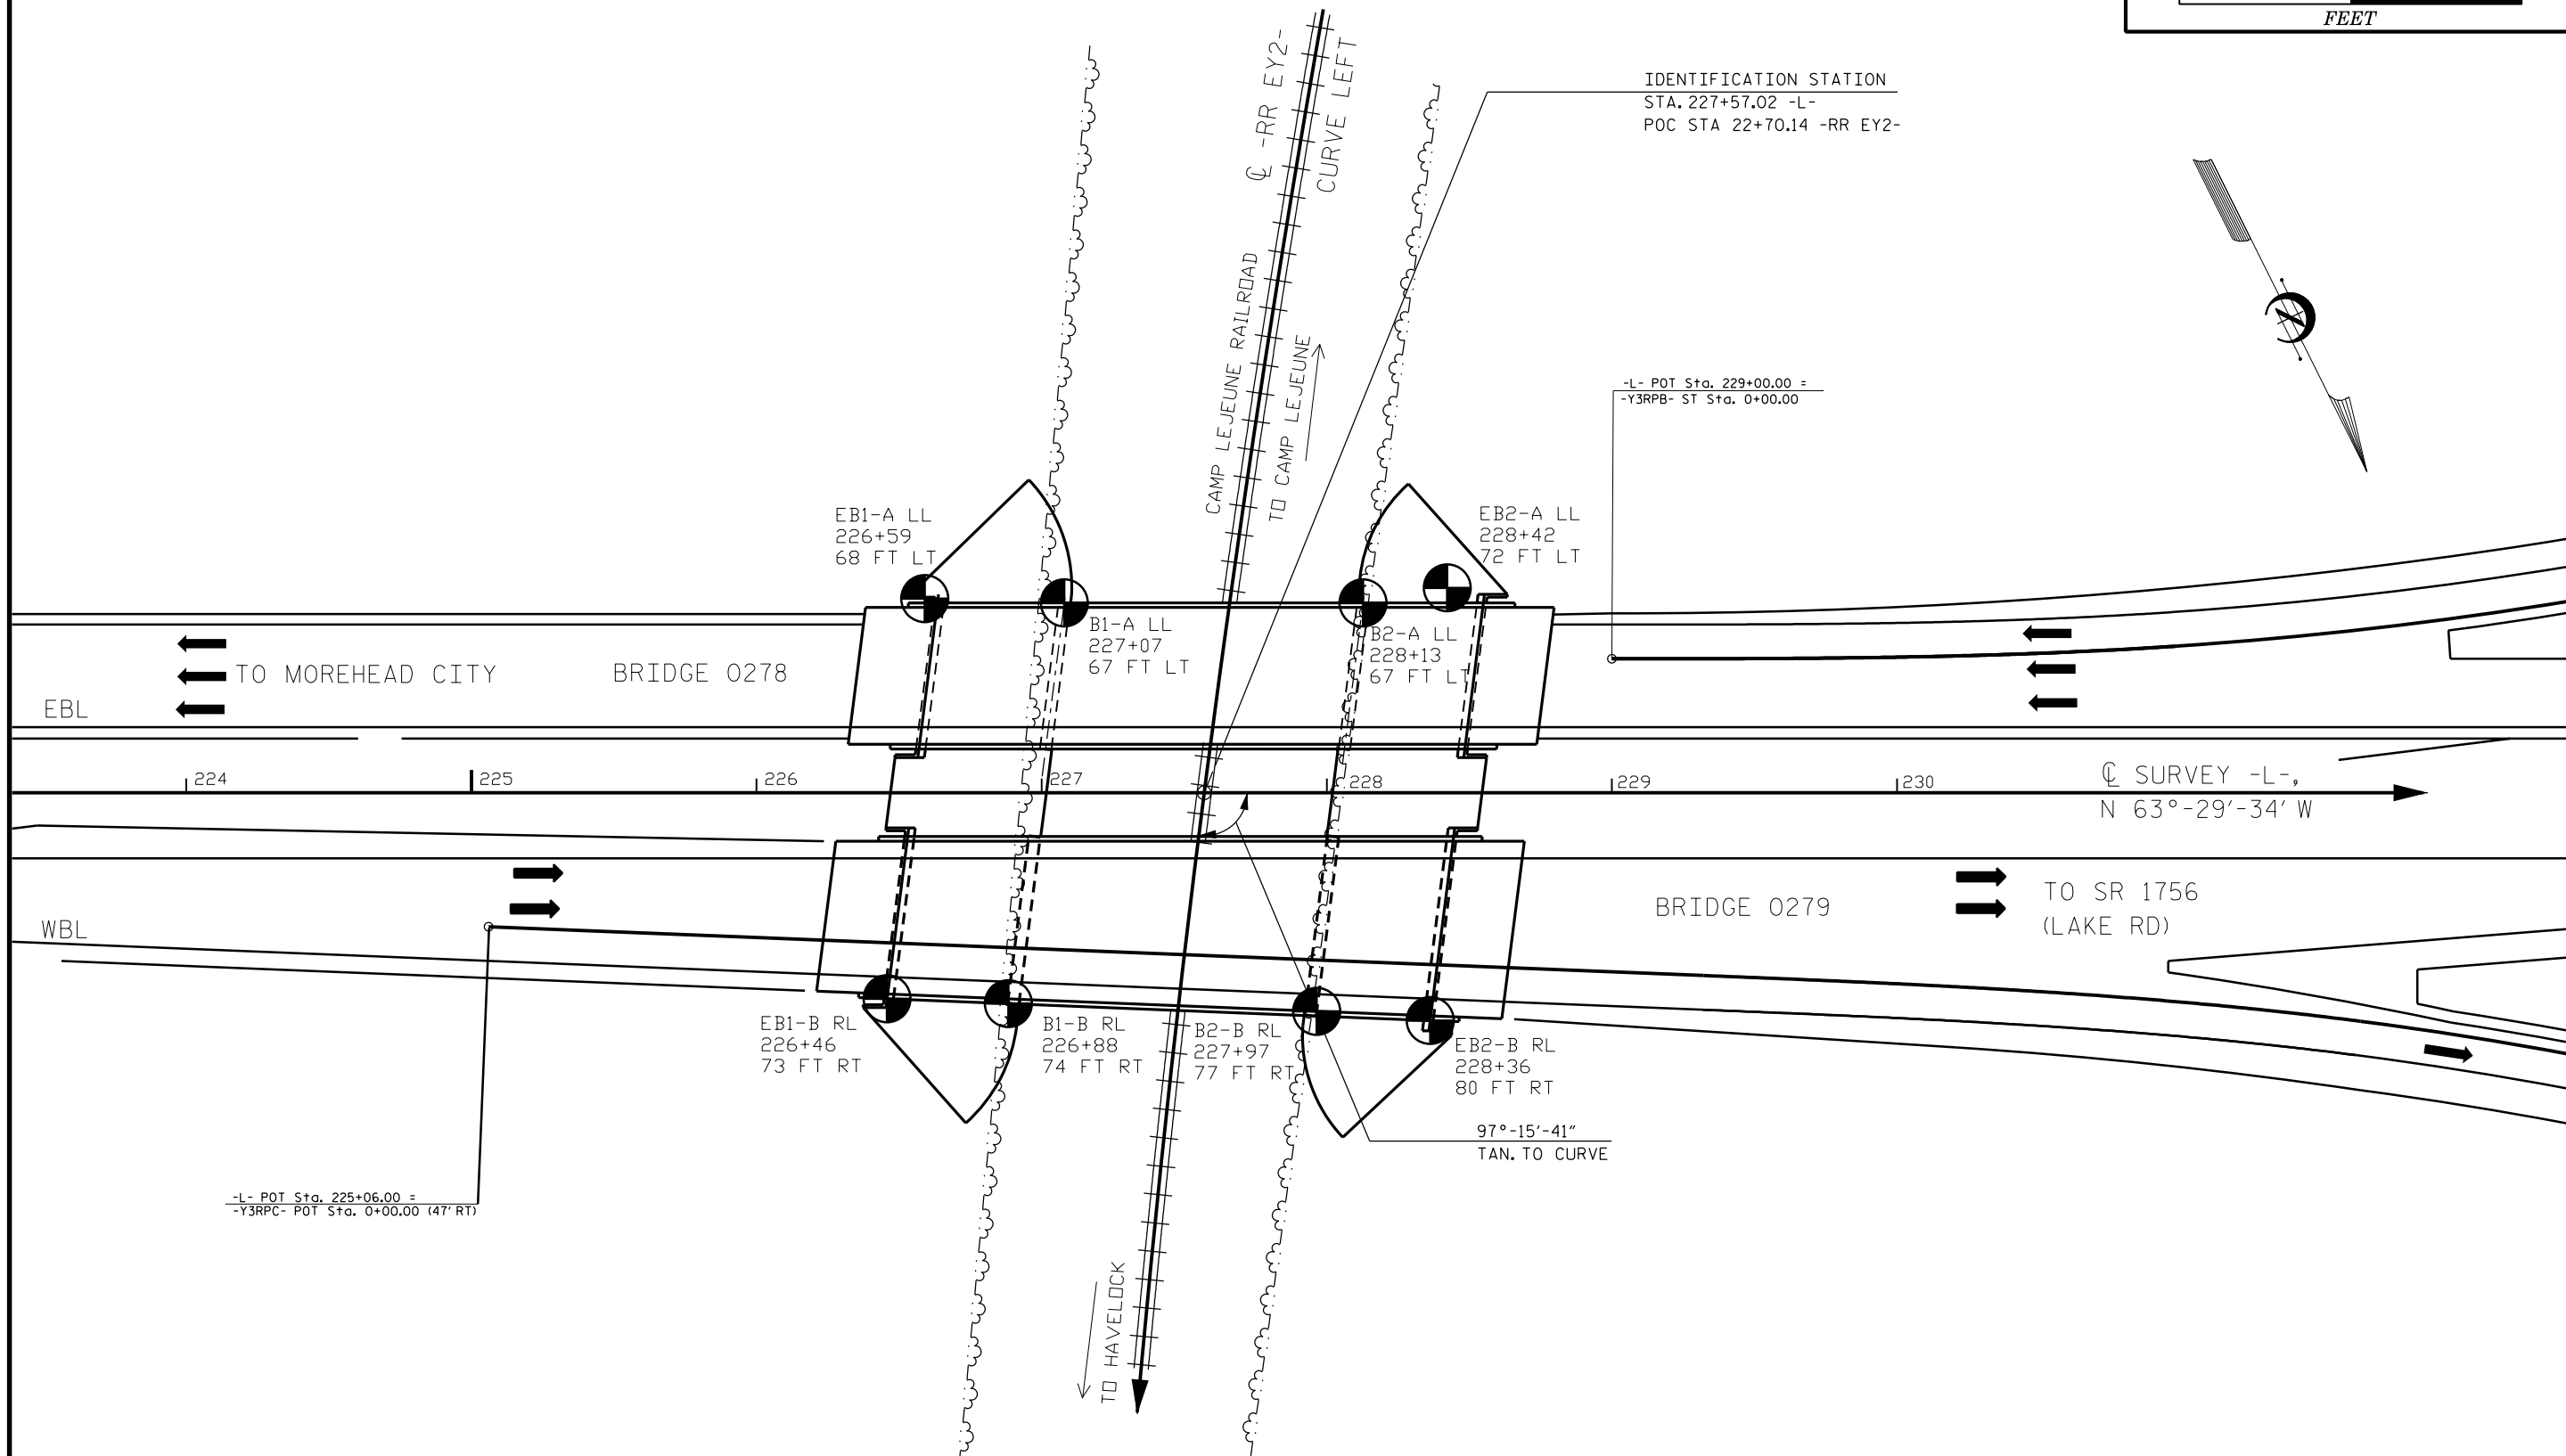 FEET
IDENTIFICATION STATION
STA. 227+57.02 -L-
POC STA 22+70.14 -RR EY2-
℄ -RR EY2-
CURVE LEFT
CAMP LEJEUNE RAILROAD
TO CAMP LEJEUNE
N
-L- POT Sta. 229+00.00 =
-Y3RPB- ST Sta. 0+00.00
EB1-A LL
226+59
68 FT LT
EB2-A LL
228+42
72 FT LT
B1-A LL
227+07
67 FT LT
B2-A LL
228+13
67 FT LT
TO MOREHEAD CITY
BRIDGE 0278
EBL
224
225
226
227
228
229
230
℄ SURVEY -L-,
N 63°-29'-34' W
WBL
BRIDGE 0279
TO SR 1756
(LAKE RD)
EB1-B RL
226+46
73 FT RT
B1-B RL
226+88
74 FT RT
B2-B RL
227+97
77 FT RT
EB2-B RL
228+36
80 FT RT
97°-15'-41"
TAN. TO CURVE
-L- POT Sta. 225+06.00 =
-Y3RPC- POT Sta. 0+00.00 (47' RT)
TO HAVELOCK